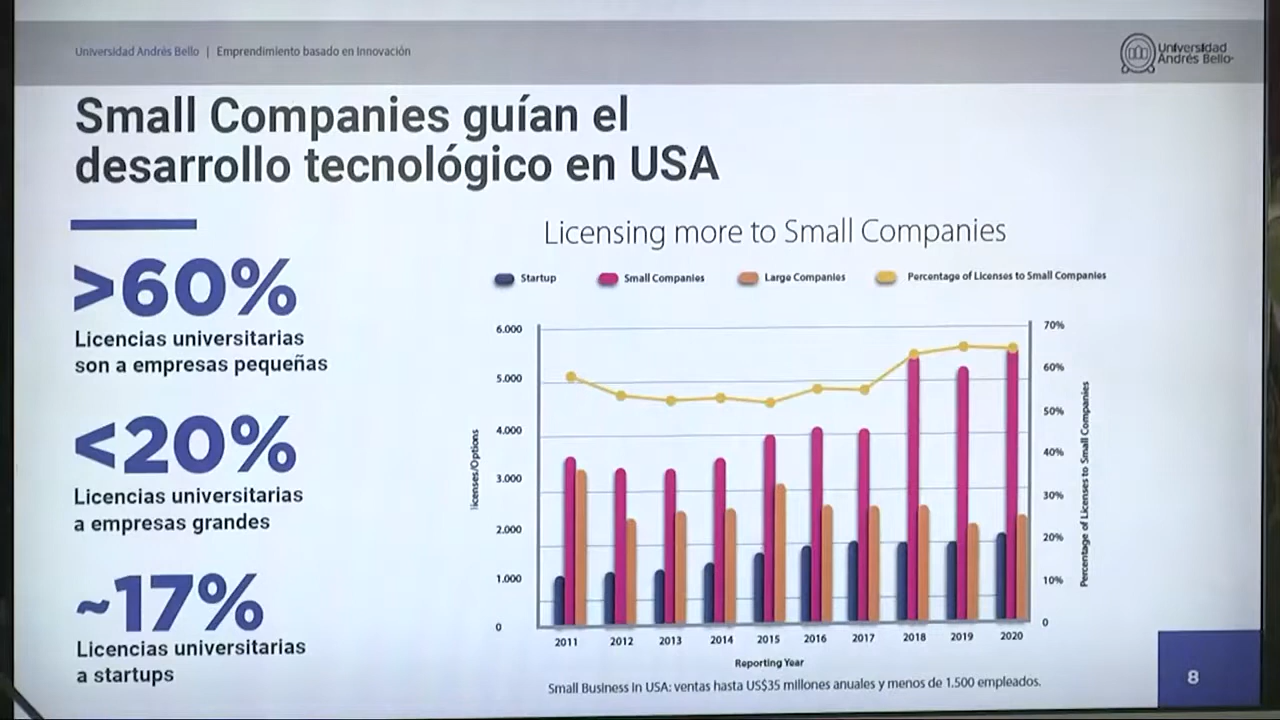 Universidad Andrés Bello | Emprendimiento basado en Innovación
Universidad
Andrés Bello
Small Companies guían el
desarrollo tecnológico en USA
>60%
Licencias universitarias
son a empresas pequeñas
<20%
Licencias universitarias
a empresas grandes
~17%
Licencias universitarias
a startups
Licensing more to Small Companies
Startup
Small Companies
Large Companies
Percentage of Licenses to Small Companies
6.000
5.000
4.000
3.000
2.000
1.000
0
licenses/Options
70%
60%
50%
40%
30%
20%
10%
0
Percentage of Licenses to Small Companies
2011 2012 2013 2014 2015 2016 2017 2018 2019 2020
Reporting Year
Small Business in USA: ventas hasta US$35 millones anuales y menos de 1.500 empleados.
8